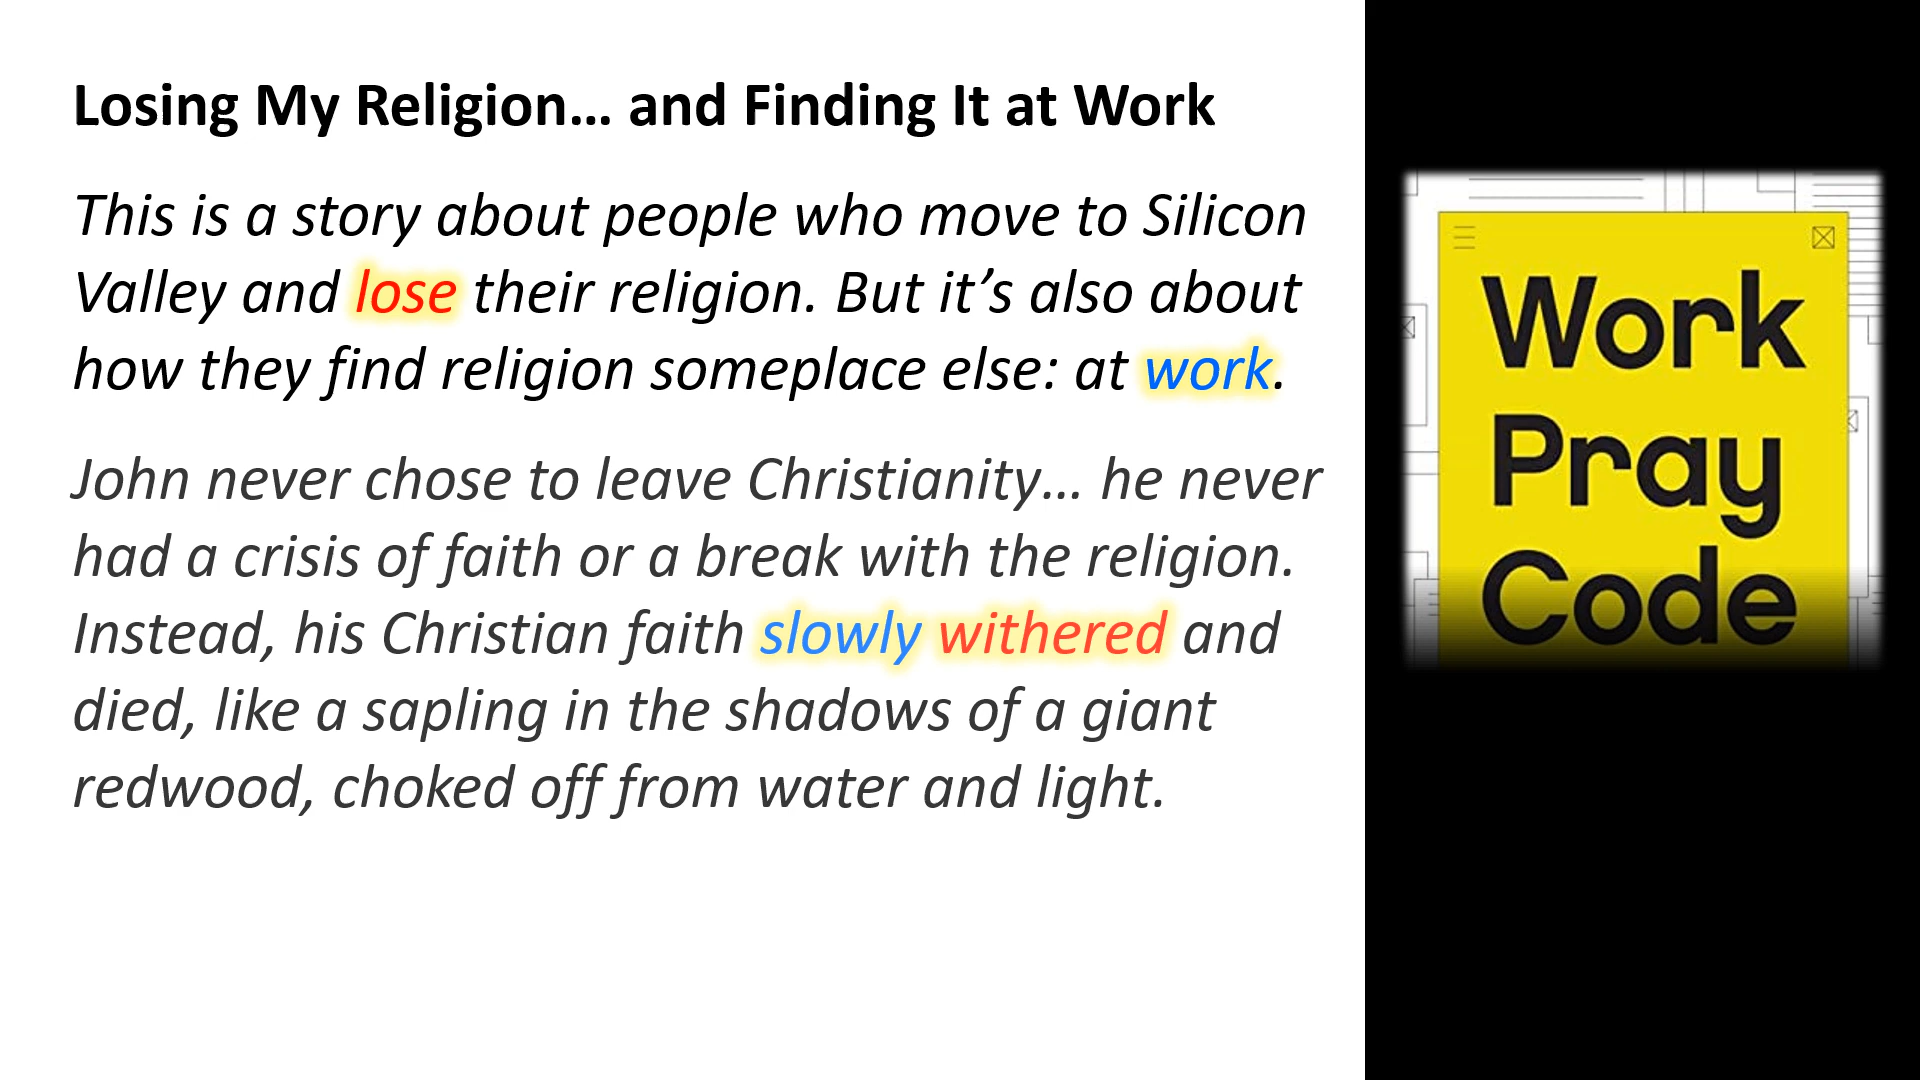 Losing My Religion… and Finding It at Work
This is a story about people who move to Silicon
Valley and lose their religion. But it’s also about
how they find religion someplace else: at work.
John never chose to leave Christianity… he never
had a crisis of faith or a break with the religion.
Instead, his Christian faith slowly withered and
died, like a sapling in the shadows of a giant
redwood, choked off from water and light.
Work
Pray
Code